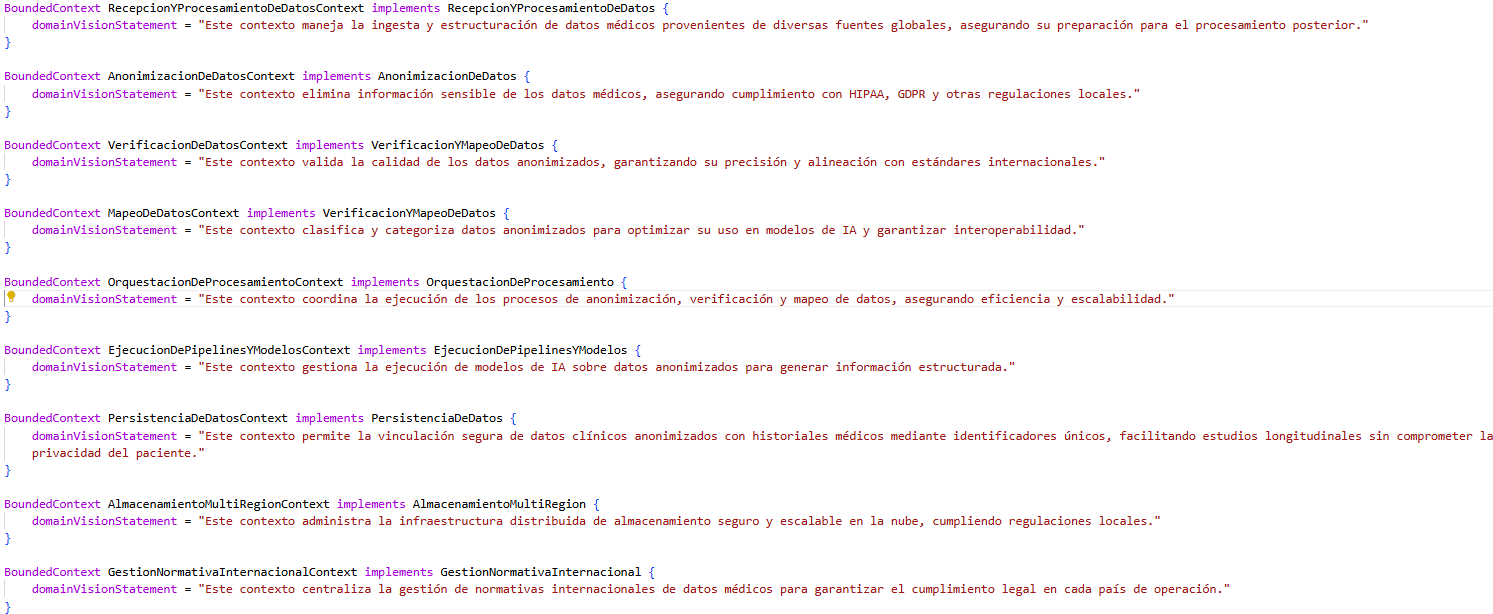 BoundedContext RecepcionYProcesamientoDeDatosContext implements RecepcionYProcesamientoDeDatos {
domainVisionStatement = "Este contexto maneja la ingesta y estructuración de datos médicos provenientes de diversas fuentes globales, asegurando su preparación para el procesamiento posterior."
}
BoundedContext AnonimizacionDeDatosContext implements AnonimizacionDeDatos {
domainVisionStatement = "Este contexto elimina información sensible de los datos médicos, asegurando cumplimiento con HIPAA, GDPR y otras regulaciones locales."
}
BoundedContext VerificacionDeDatosContext implements VerificacionYMapeoDeDatos {
domainVisionStatement = "Este contexto valida la calidad de los datos anonimizados, garantizando su precisión y alineación con estándares internacionales."
}
BoundedContext MapeoDeDatosContext implements VerificacionYMapeoDeDatos {
domainVisionStatement = "Este contexto clasifica y categoriza datos anonimizados para optimizar su uso en modelos de IA y garantizar interoperabilidad."
}
BoundedContext OrquestacionDeProcesamientoContext implements OrquestacionDeProcesamiento {
domainVisionStatement = "Este contexto coordina la ejecución de los procesos de anonimización, verificación y mapeo de datos, asegurando eficiencia y escalabilidad."
}
BoundedContext EjecucionDePipelinesYModelosContext implements EjecucionDePipelinesYModelos {
domainVisionStatement = "Este contexto gestiona la ejecución de modelos de IA sobre datos anonimizados para generar información estructurada."
}
BoundedContext PersistenciaDeDatosContext implements PersistenciaDeDatos {
domainVisionStatement = "Este contexto permite la vinculación segura de datos clínicos anonimizados con historiales médicos mediante identificadores únicos, facilitando estudios longitudinales sin comprometer la
privacidad del paciente."
}
BoundedContext AlmacenamientoMultiRegionContext implements AlmacenamientoMultiRegion {
domainVisionStatement = "Este contexto administra la infraestructura distribuida de almacenamiento seguro y escalable en la nube, cumpliendo regulaciones locales."
}
BoundedContext GestionNormativaInternacionalContext implements GestionNormativaInternacional {
domainVisionStatement = "Este contexto centraliza la gestión de normativas internacionales de datos médicos para garantizar el cumplimiento legal en cada país de operación."
}